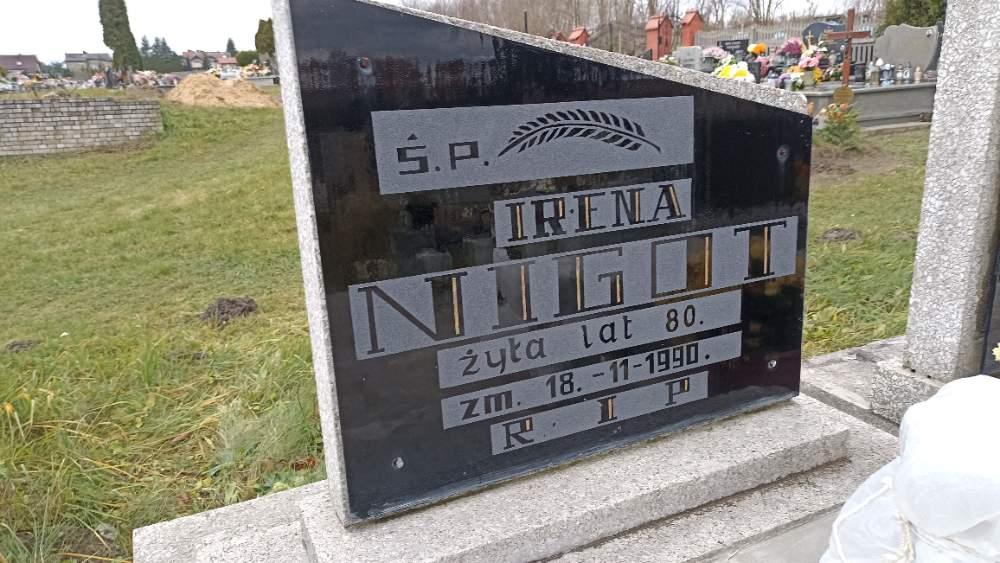 Ś.P.
IRENA
NIGOT
żyła lat 80.
zm. 18.-11-1990.
R.I P